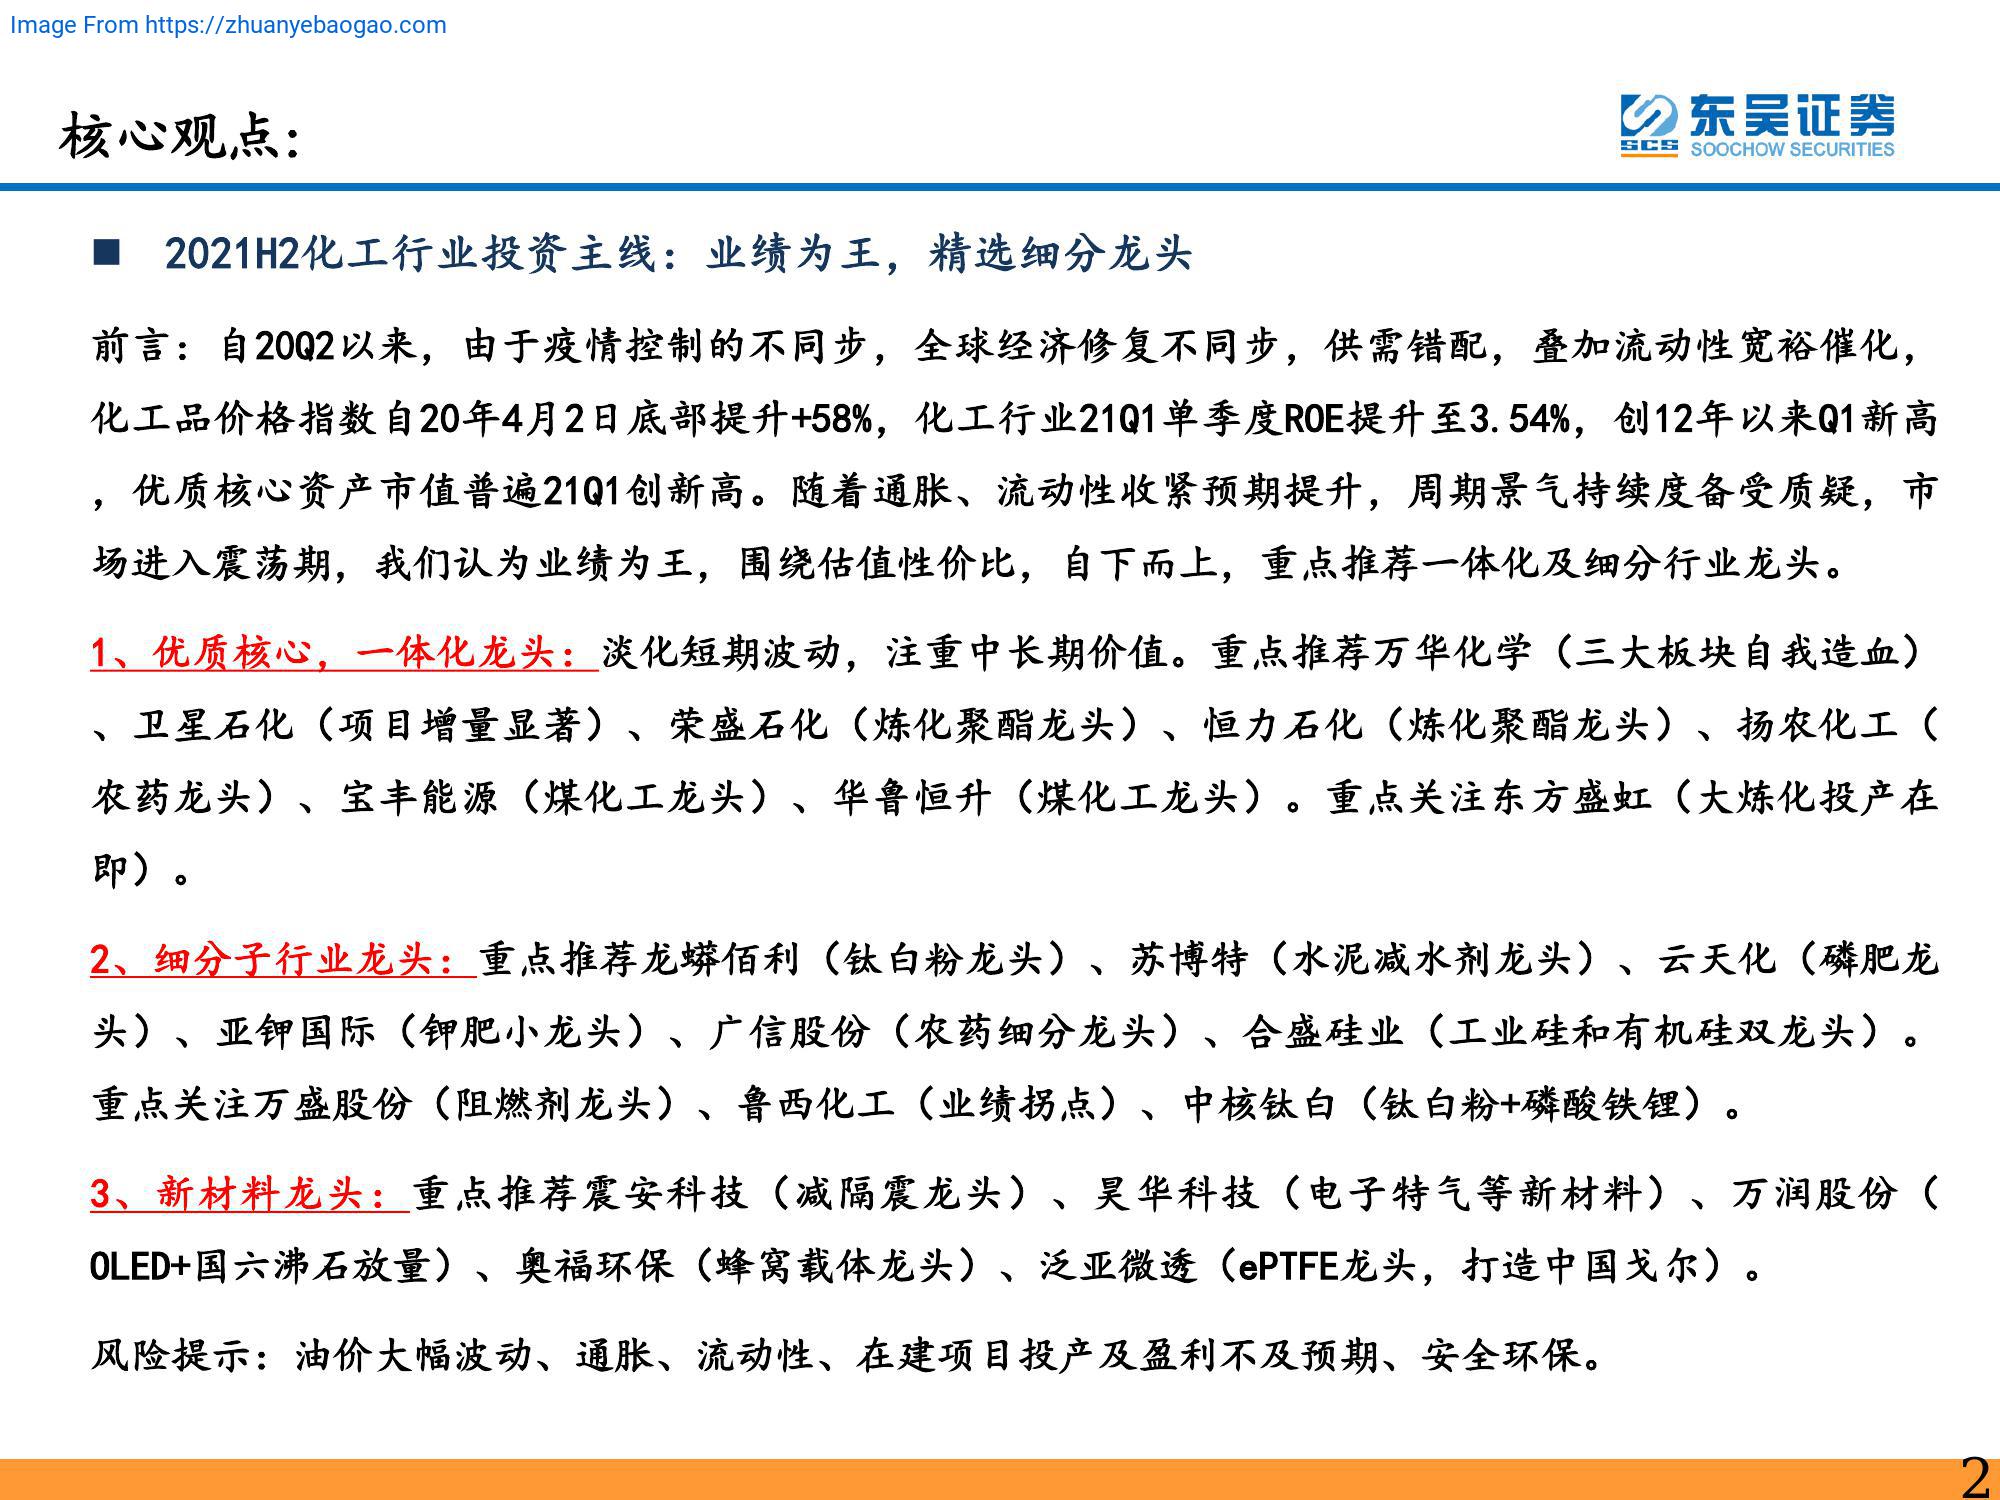 Image From https://zhuanyebaogao.com
核心观点：
东吴证券
SCS SOOCHOW SECURITIES
■ 2021H2化工行业投资主线：业绩为王，精选细分龙头
前言：自20Q2以来，由于疫情控制的不同步，全球经济修复不同步，供需错配，叠加流动性宽裕催化，
化工品价格指数自20年4月2日底部提升+58%，化工行业21Q1单季度ROE提升至3.54%，创12年以来Q1新高
，优质核心资产市值普遍21Q1创新高。随着通胀、流动性收紧预期提升，周期景气持续度备受质疑，市
场进入震荡期，我们认为业绩为王，围绕估值性价比，自下而上，重点推荐一体化及细分行业龙头。
1、优质核心，一体化龙头：淡化短期波动，注重中长期价值。重点推荐万华化学（三大板块自我造血）
、卫星石化（项目增量显著）、荣盛石化（炼化聚酯龙头）、恒力石化（炼化聚酯龙头）、扬农化工（
农药龙头）、宝丰能源（煤化工龙头）、华鲁恒升（煤化工龙头）。重点关注东方盛虹（大炼化投产在
即）。
2、细分子行业龙头：重点推荐龙蟒佰利（钛白粉龙头）、苏博特（水泥减水剂龙头）、云天化（磷肥龙
头）、亚钾国际（钾肥小龙头）、广信股份（农药细分龙头）、合盛硅业（工业硅和有机硅双龙头）。
重点关注万盛股份（阻燃剂龙头）、鲁西化工（业绩拐点）、中核钛白（钛白粉+磷酸铁锂）。
3、新材料龙头：重点推荐震安科技（减隔震龙头）、昊华科技（电子特气等新材料）、万润股份（
OLED+国六沸石放量）、奥福环保（蜂窝载体龙头）、泛亚微透（ePTFE龙头，打造中国戈尔）。
风险提示：油价大幅波动、通胀、流动性、在建项目投产及盈利不及预期、安全环保。
2